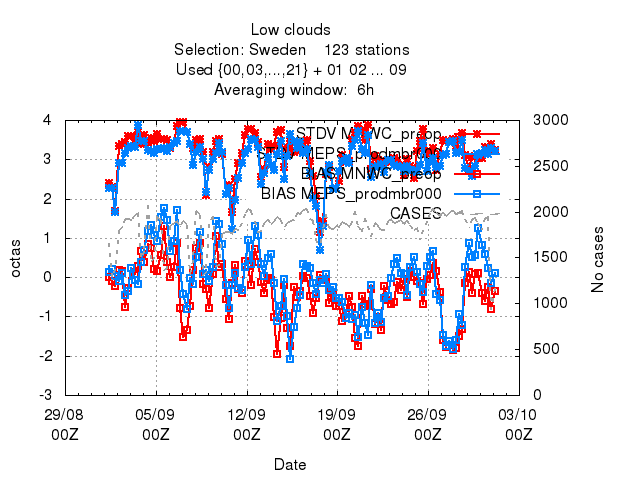 Low clouds
Selection: Sweden    123 stations
Used {00,03,...,21} + 01 02 ... 09
Averaging window:  6h
STDV MNWC_preop
STDV MEPS_prodmbr000
BIAS MNWC_preop
BIAS MEPS_prodmbr000
CASES
octas
4
3
2
1
0
-1
-2
-3
No cases
3000
2500
2000
1500
1000
500
0
29/08 05/09 12/09 19/09 26/09 03/10
00Z 00Z 00Z 00Z 00Z 00Z
Date